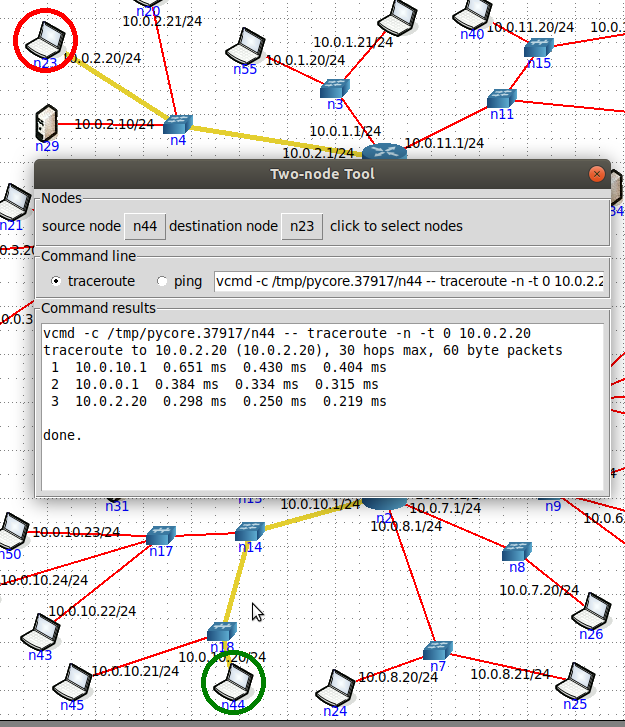 n20
10.0.2.21/24
n40
10.0.11.20/24
10.0.1.21/24
n23
10.0.2.20/24
n55
10.0.1.20/24
n15
n3
n11
n29
10.0.2.10/24
n4
10.0.1.1/24
10.0.11.1/24
10.0.2.1/24
Two-node Tool
Nodes
source node n44 destination node n23 click to select nodes
n21
Command line
traceroute ping vcmd -c /tmp/pycore.37917/n44 -- traceroute -n -t 0 10.0.2.2
Command results
vcmd -c /tmp/pycore.37917/n44 -- traceroute -n -t 0 10.0.2.20
traceroute to 10.0.2.20 (10.0.2.20), 30 hops max, 60 byte packets
1 10.0.10.1 0.651 ms 0.430 ms 0.404 ms
2 10.0.0.1 0.384 ms 0.334 ms 0.315 ms
3 10.0.2.20 0.298 ms 0.250 ms 0.219 ms
done.
n31
10.0.10.1/24
n2
10.0.7.1/24
n9
10.0.8.1/24
10.0.6
n50
10.0.10.23/24
n17
n14
n8
10.0.10.24/24
10.0.7.20/24
10.0.10.22/24
n43
n18
n26
10.0.10.20/24
n7
10.0.10.21/24
10.0.8.20/24
10.0.8.21/24
n45
n44
n24
n25